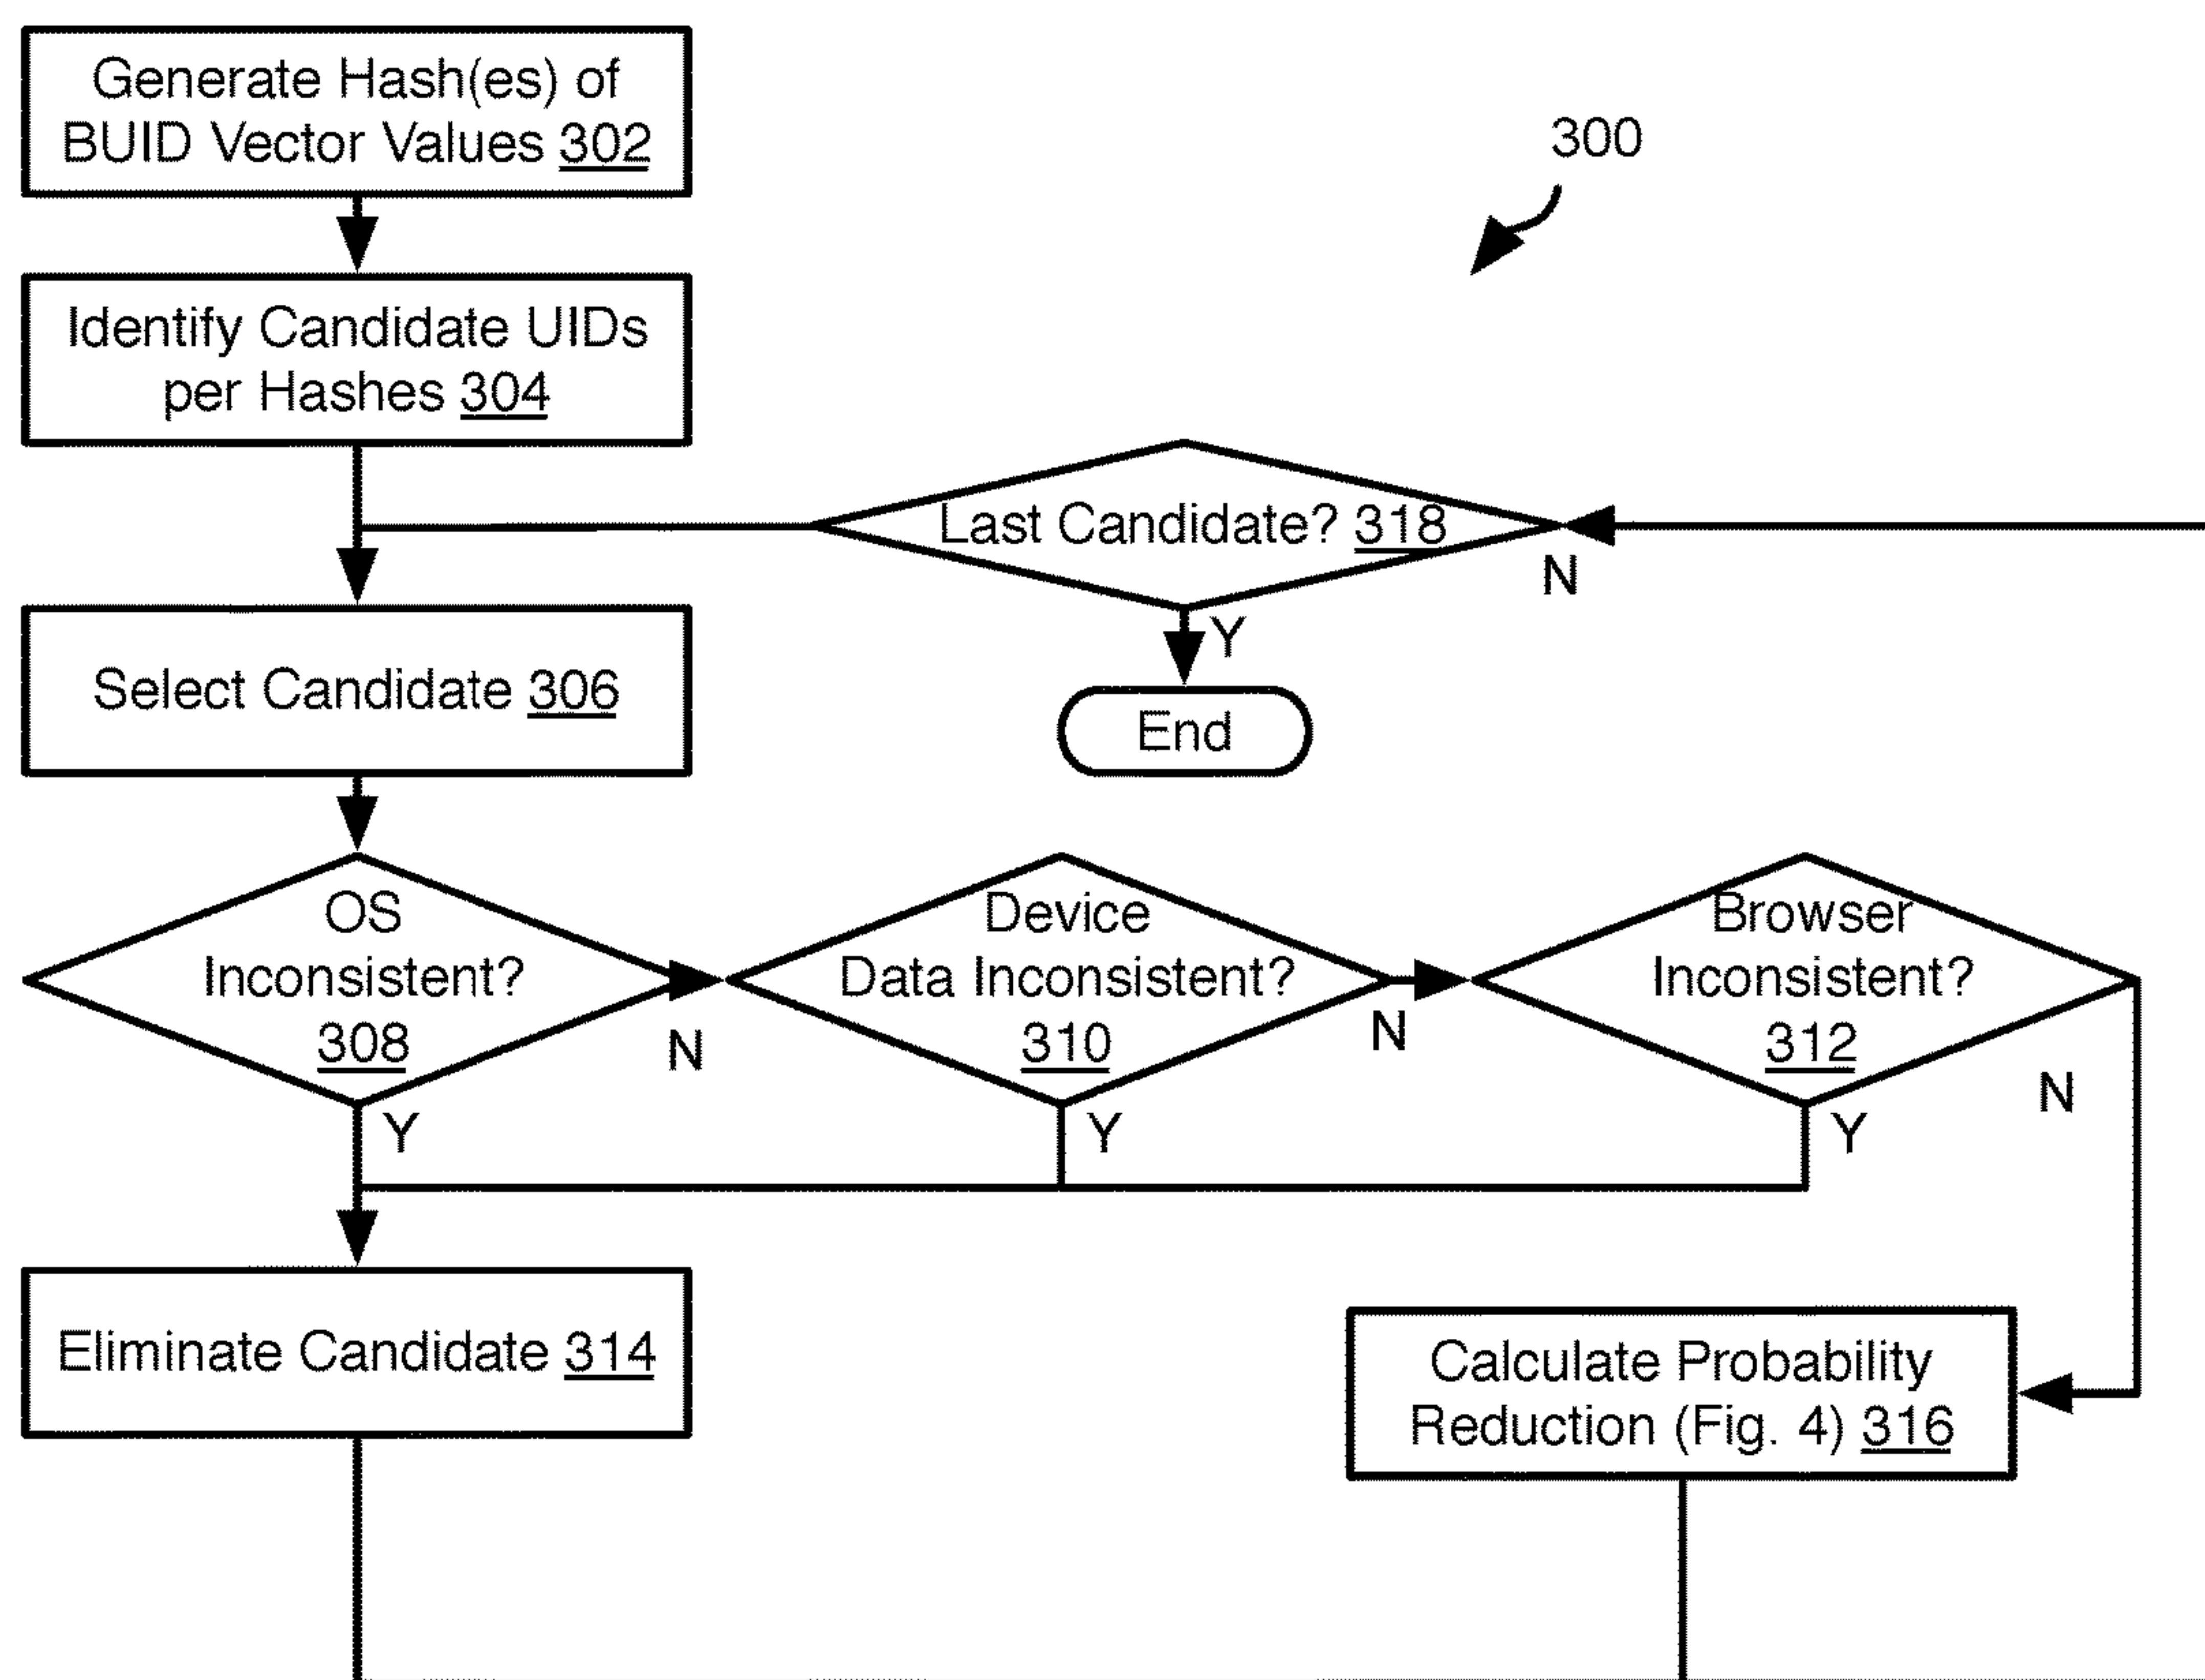 Generate Hash(es) of
BUID Vector Values 302
300
Identify Candidate UIDs
per Hashes 304
Last Candidate? 318
N
Y
Select Candidate 306
End
OS
Inconsistent?
308
N
Y
Device
Data Inconsistent?
310
N
Y
Browser
Inconsistent?
312
N
Y
Eliminate Candidate 314
Calculate Probability
Reduction (Fig. 4) 316